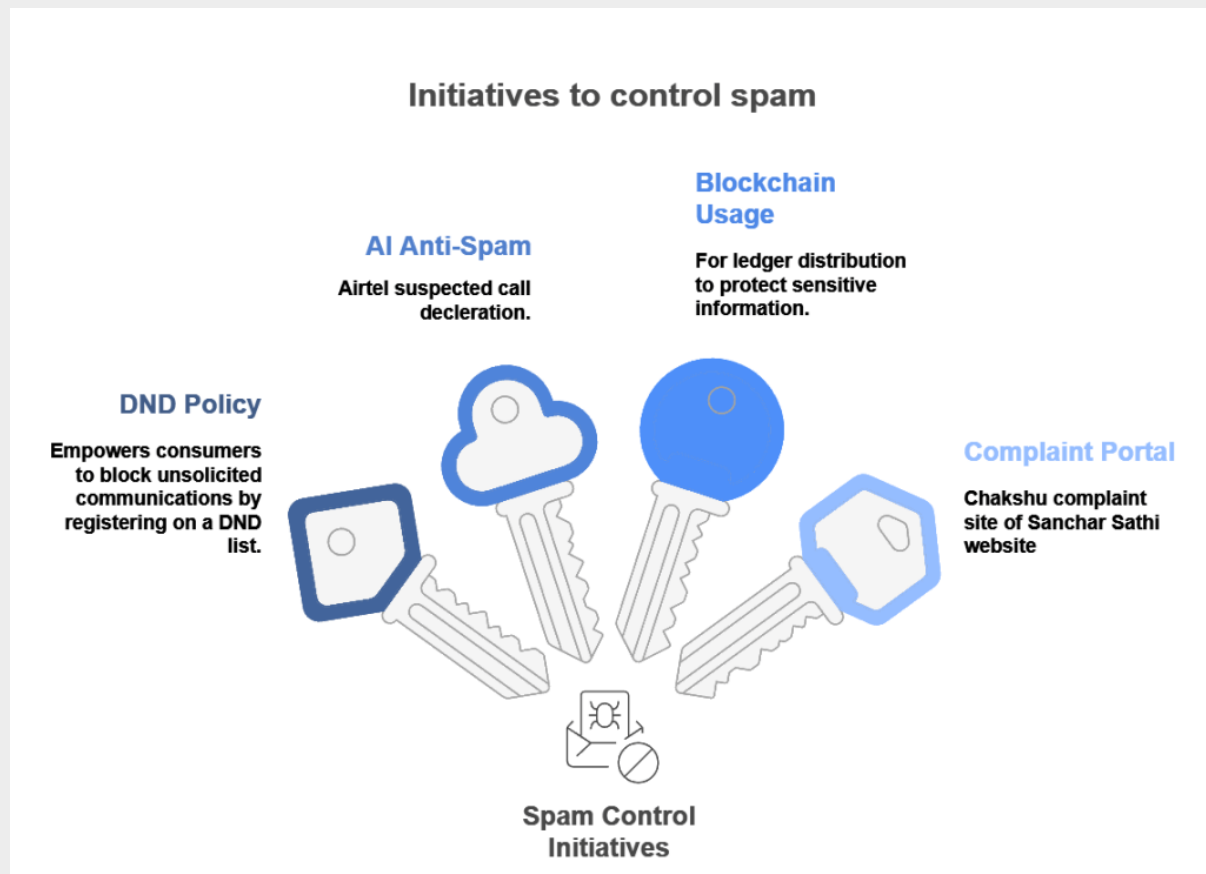 Initiatives to control spam
Blockchain
Usage
For ledger distribution
to protect sensitive
information.
AI Anti-Spam
Airtel suspected call
decleration.
DND Policy
Empowers consumers
to block unsolicited
communications by
registering on a DND
list.
Complaint Portal
Chakshu complaint
site of Sanchar Sathi
website
Spam Control
Initiatives